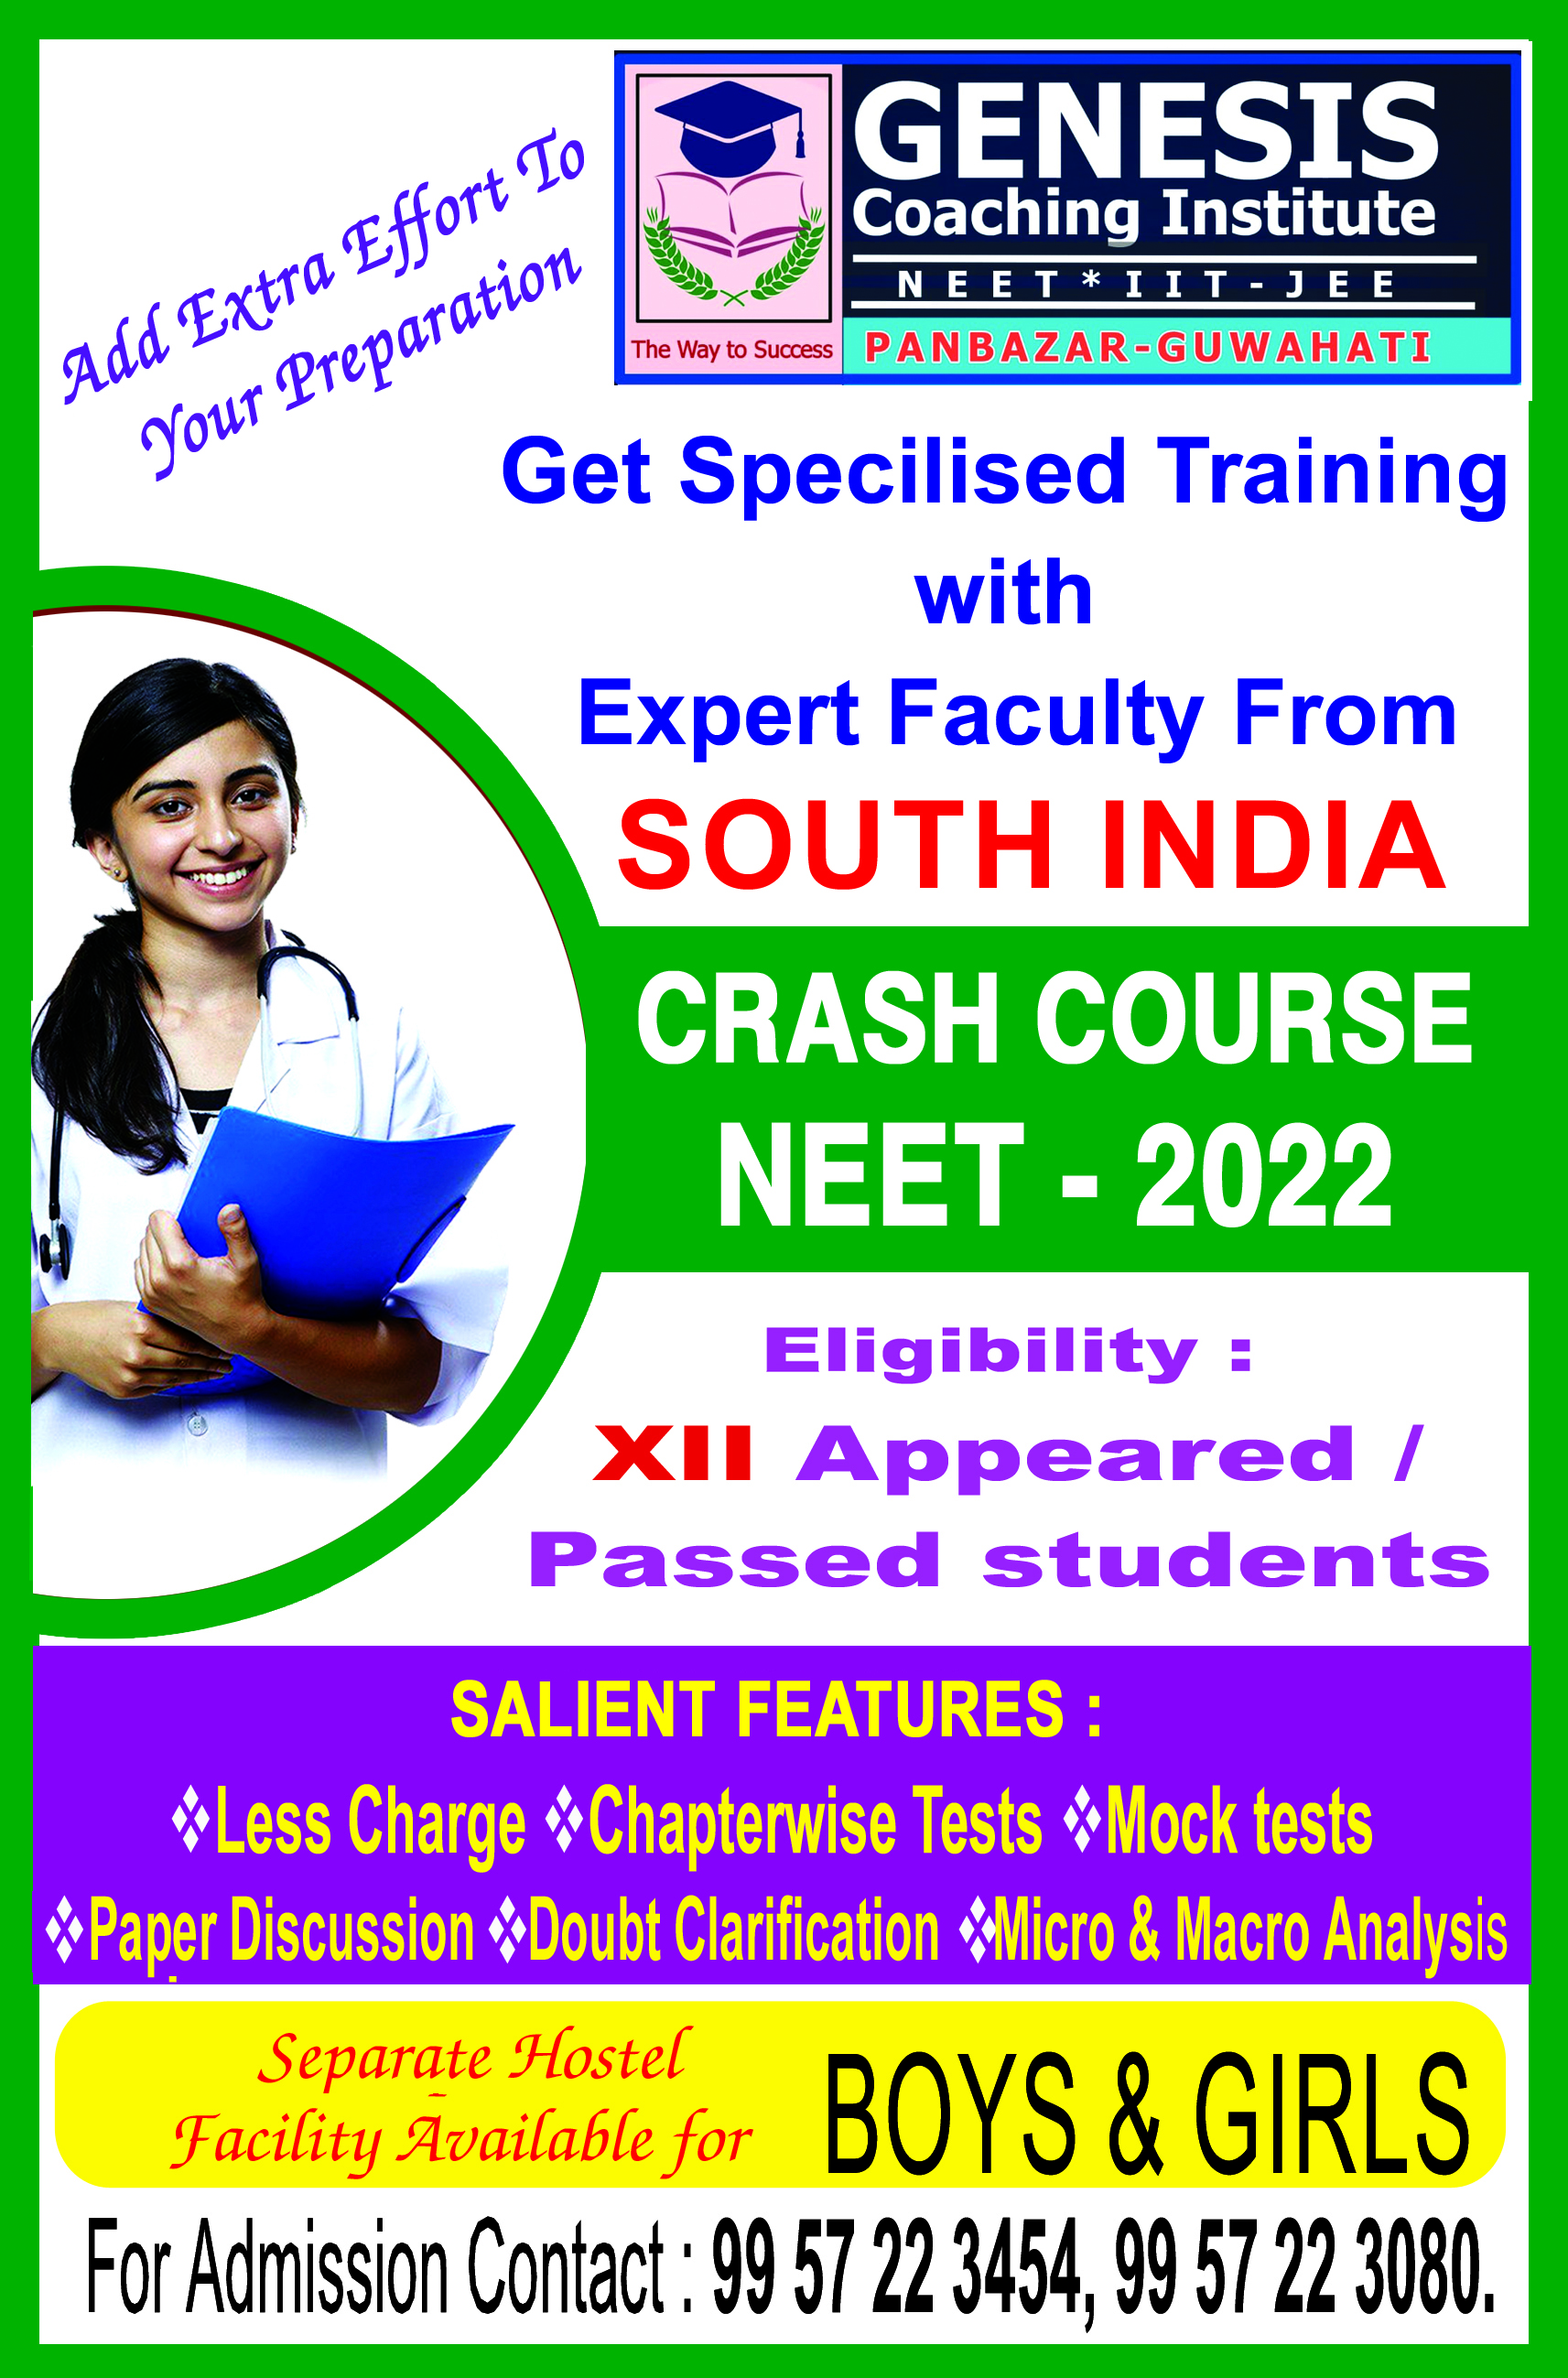 Add Extra Effort To
Your Preparation
GENESIS
Coaching Institute
NEET*IIT-JEE
The Way to Success
PANBAZAR-GUWAHATI
Get Specilised Training
with
Expert Faculty From
SOUTH INDIA
CRASH COURSE
NEET - 2022
Eligibility :
XII Appeared /
Passed students
SALIENT FEATURES :
❖Less Charge ❖Chapterwise Tests ❖Mock tests
❖Paper Discussion ❖Doubt Clarification ❖Micro & Macro Analysis
Separate Hostel
Facility Available for
BOYS & GIRLS
For Admission Contact : 99 57 22 3454, 99 57 22 3080.